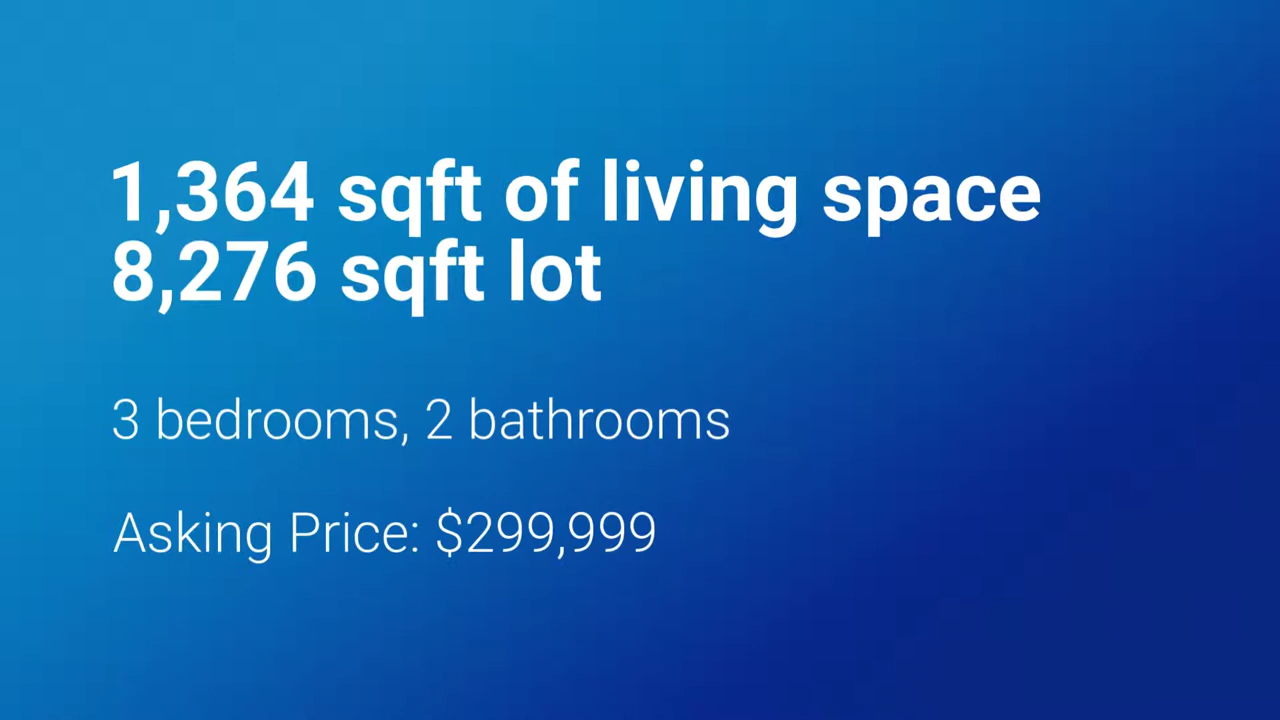 1,364 sqft of living space
8,276 sqft lot
3 bedrooms, 2 bathrooms
Asking Price: $299,999